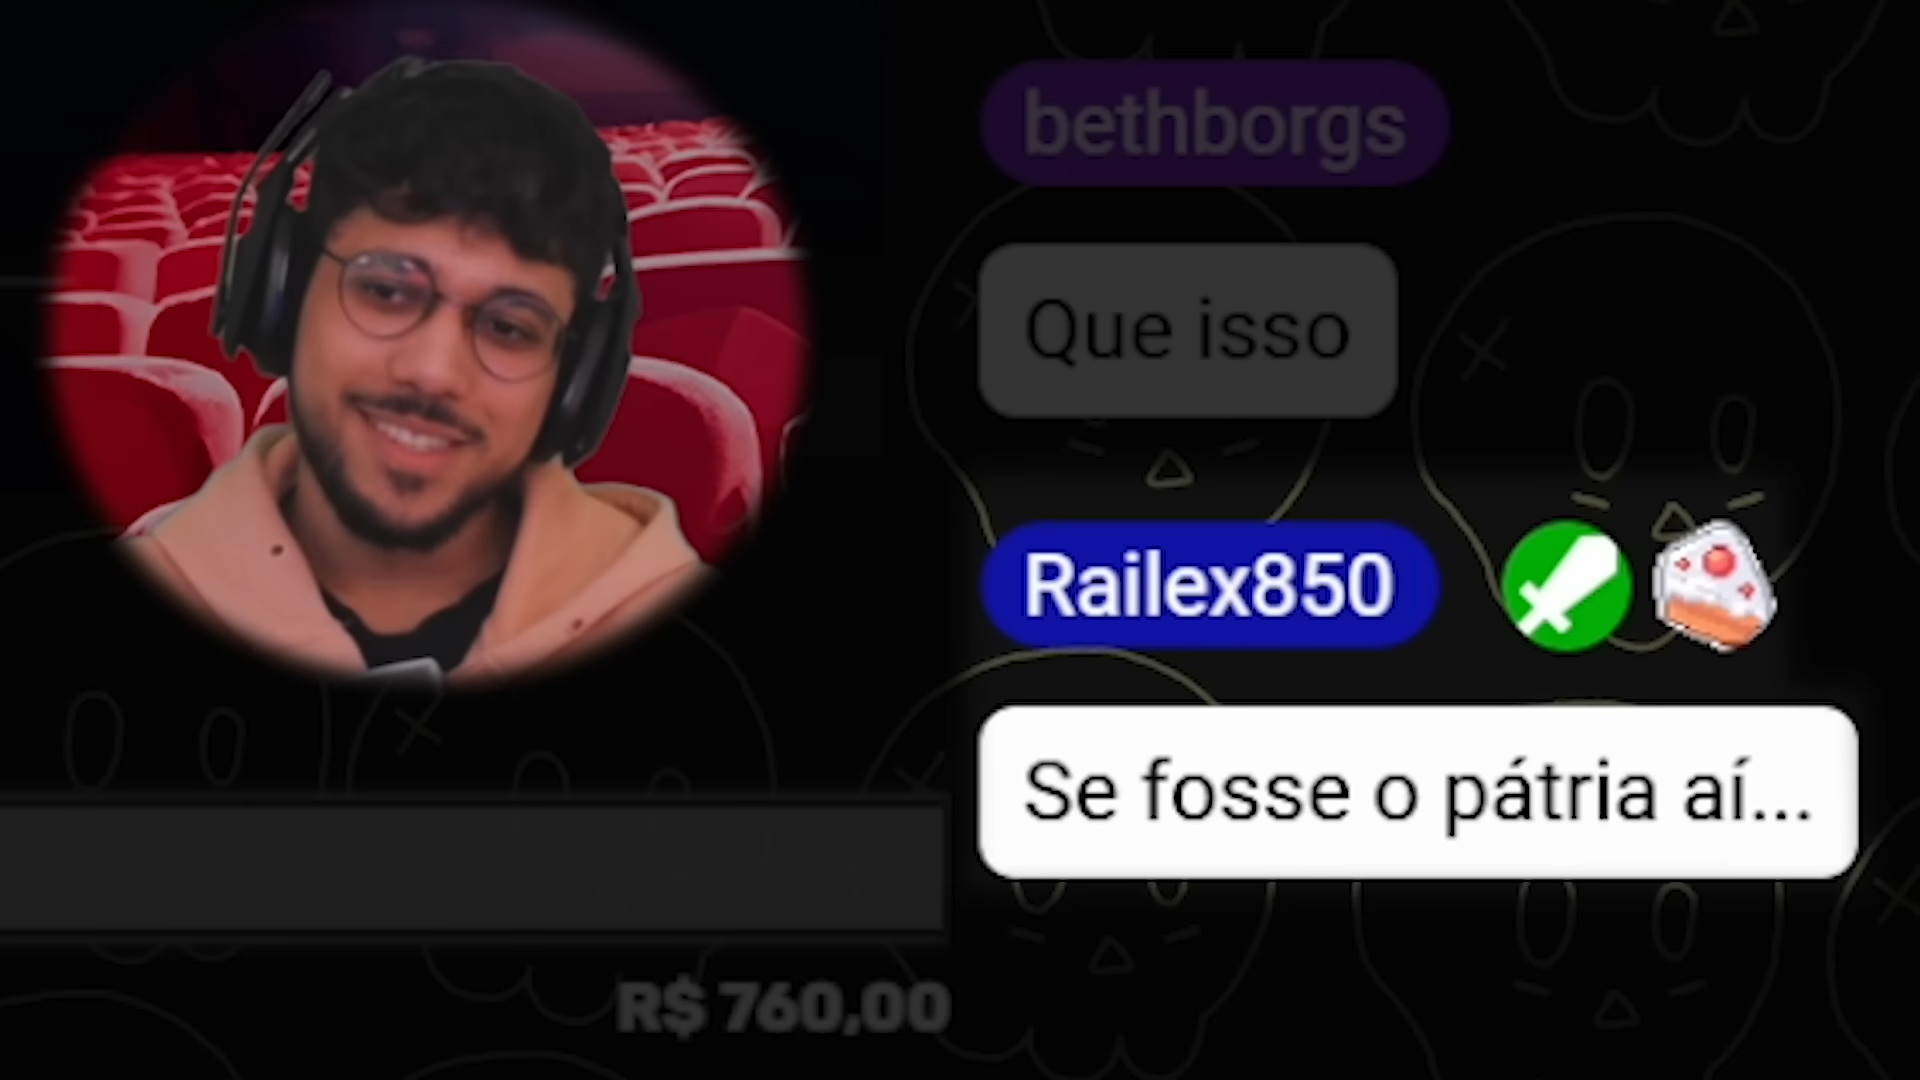 bethborgs
Que isso
Railex850
Se fosse o pátria aí...
R$ 760,00